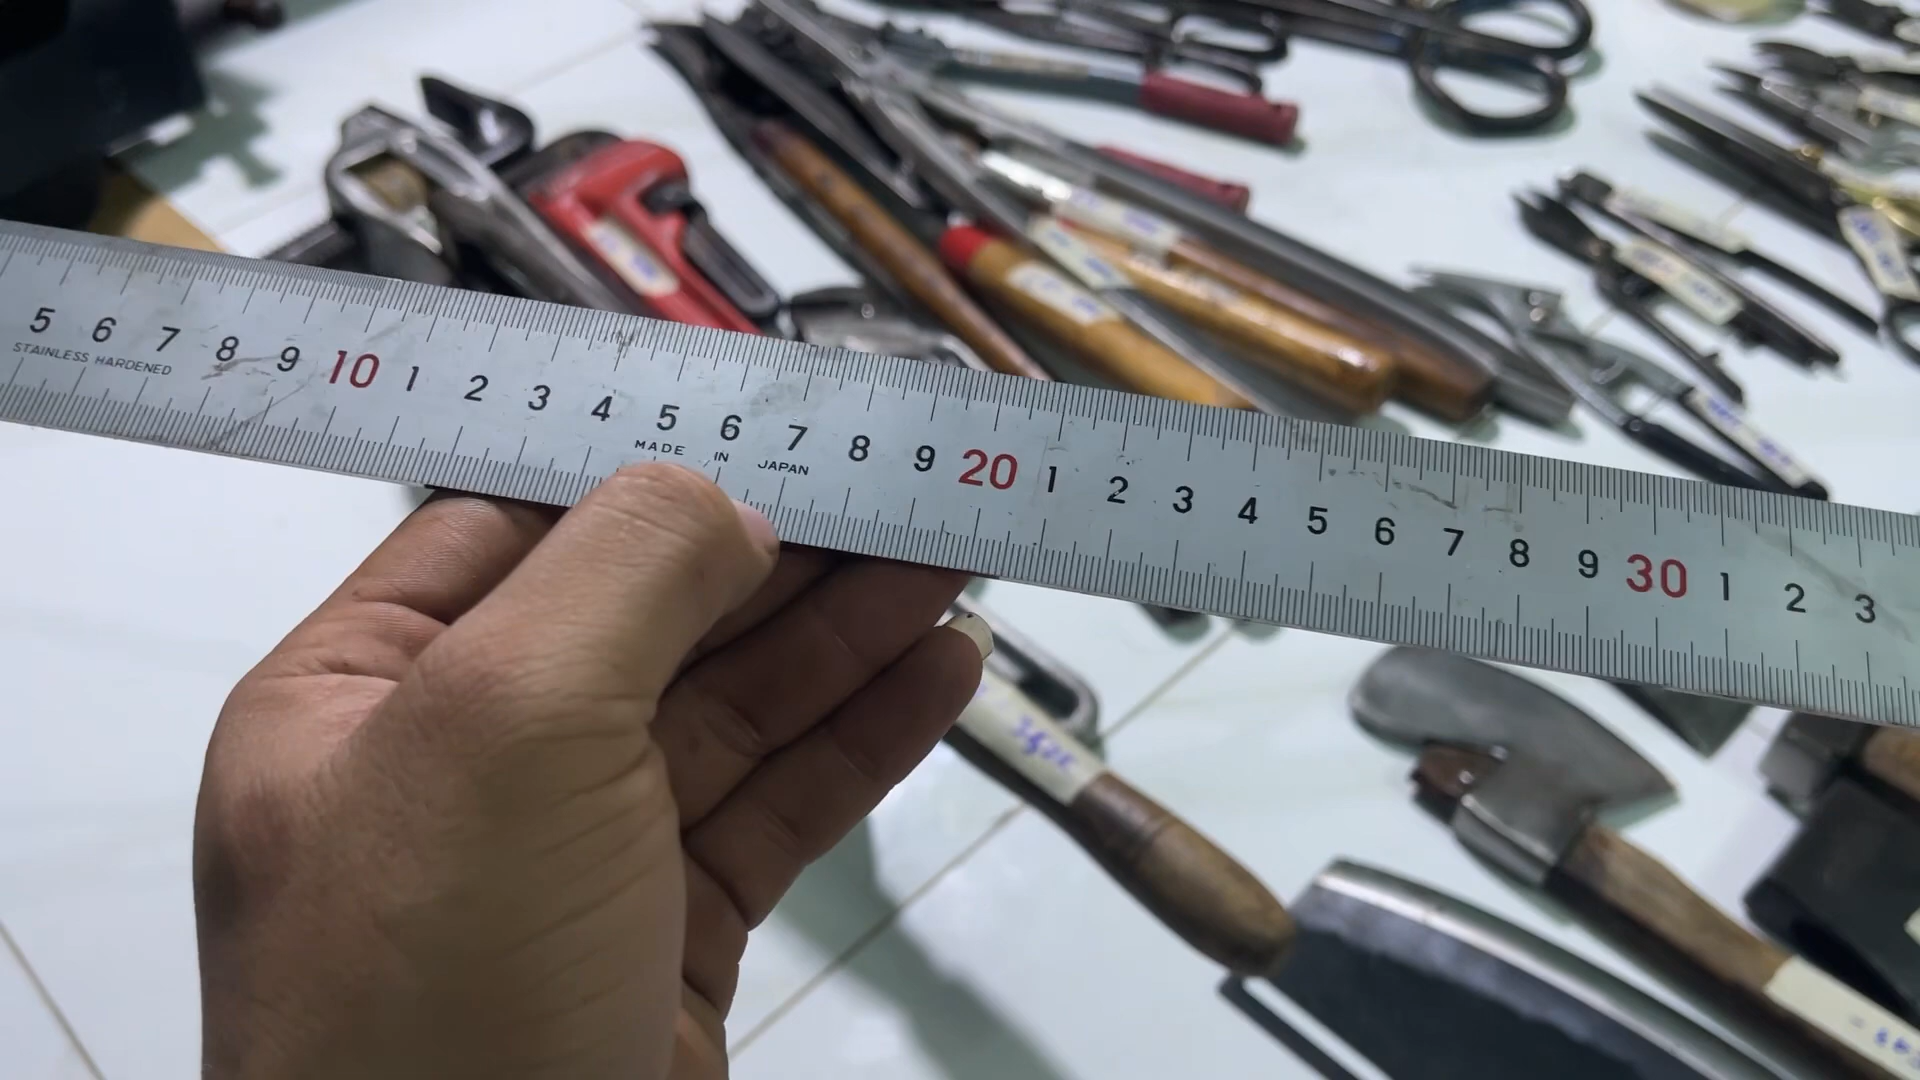 5 6 7 8 9 10 1 2 3 4 5 6 7 8 9 20 1 2 3 4 5 6 7 8 9 30 1 2 3
STAINLESS HARDENED
MADE IN JAPAN